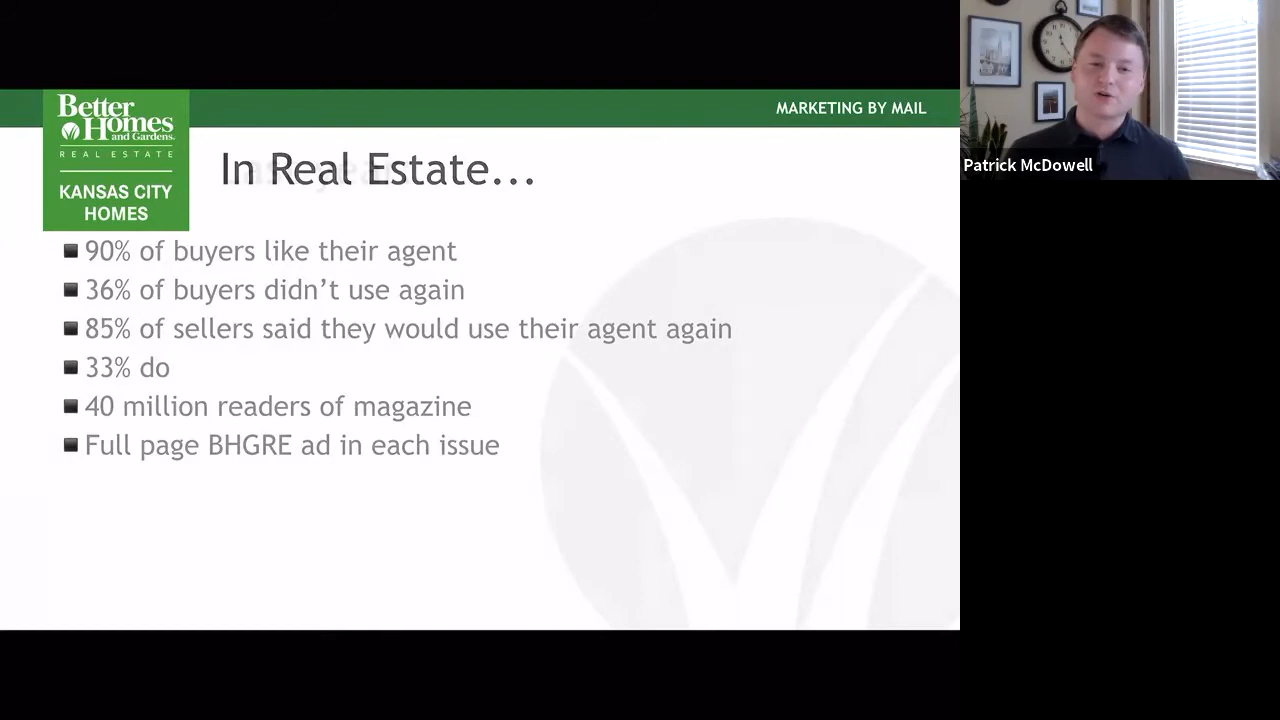 Better
Homes
and Gardens.
REAL ESTATE
KANSAS CITY
HOMES
MARKETING BY MAIL
In Real Estate...
90% of buyers like their agent
36% of buyers didn’t use again
85% of sellers said they would use their agent again
33% do
40 million readers of magazine
Full page BHGRE ad in each issue
Patrick McDowell